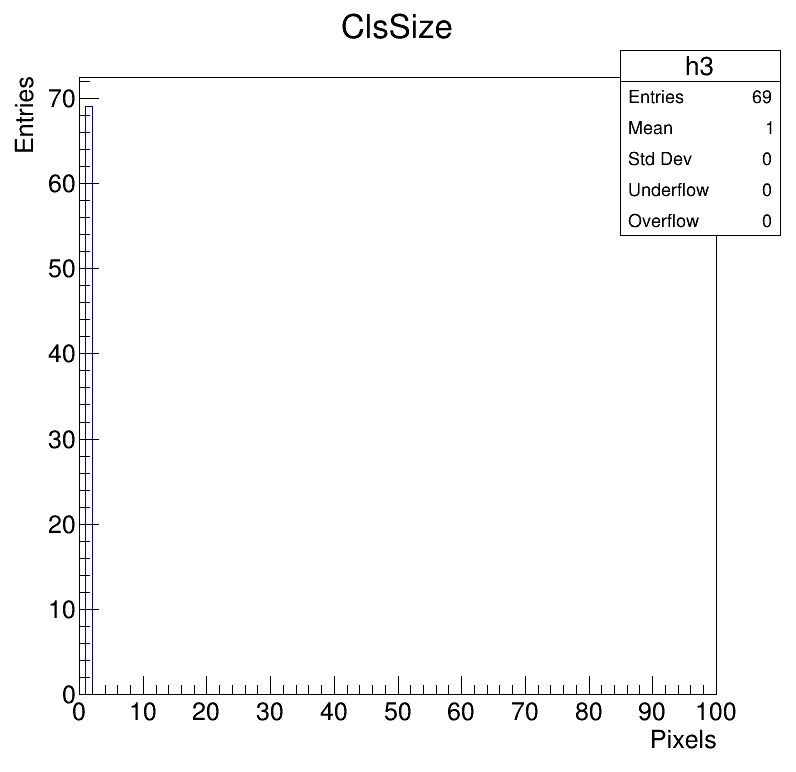 ClsSize
h3
Entries 69
Mean 1
Std Dev 0
Underflow 0
Overflow 0
Entries
70
60
50
40
30
20
10
0
0 10 20 30 40 50 60 70 80 90 100
Pixels